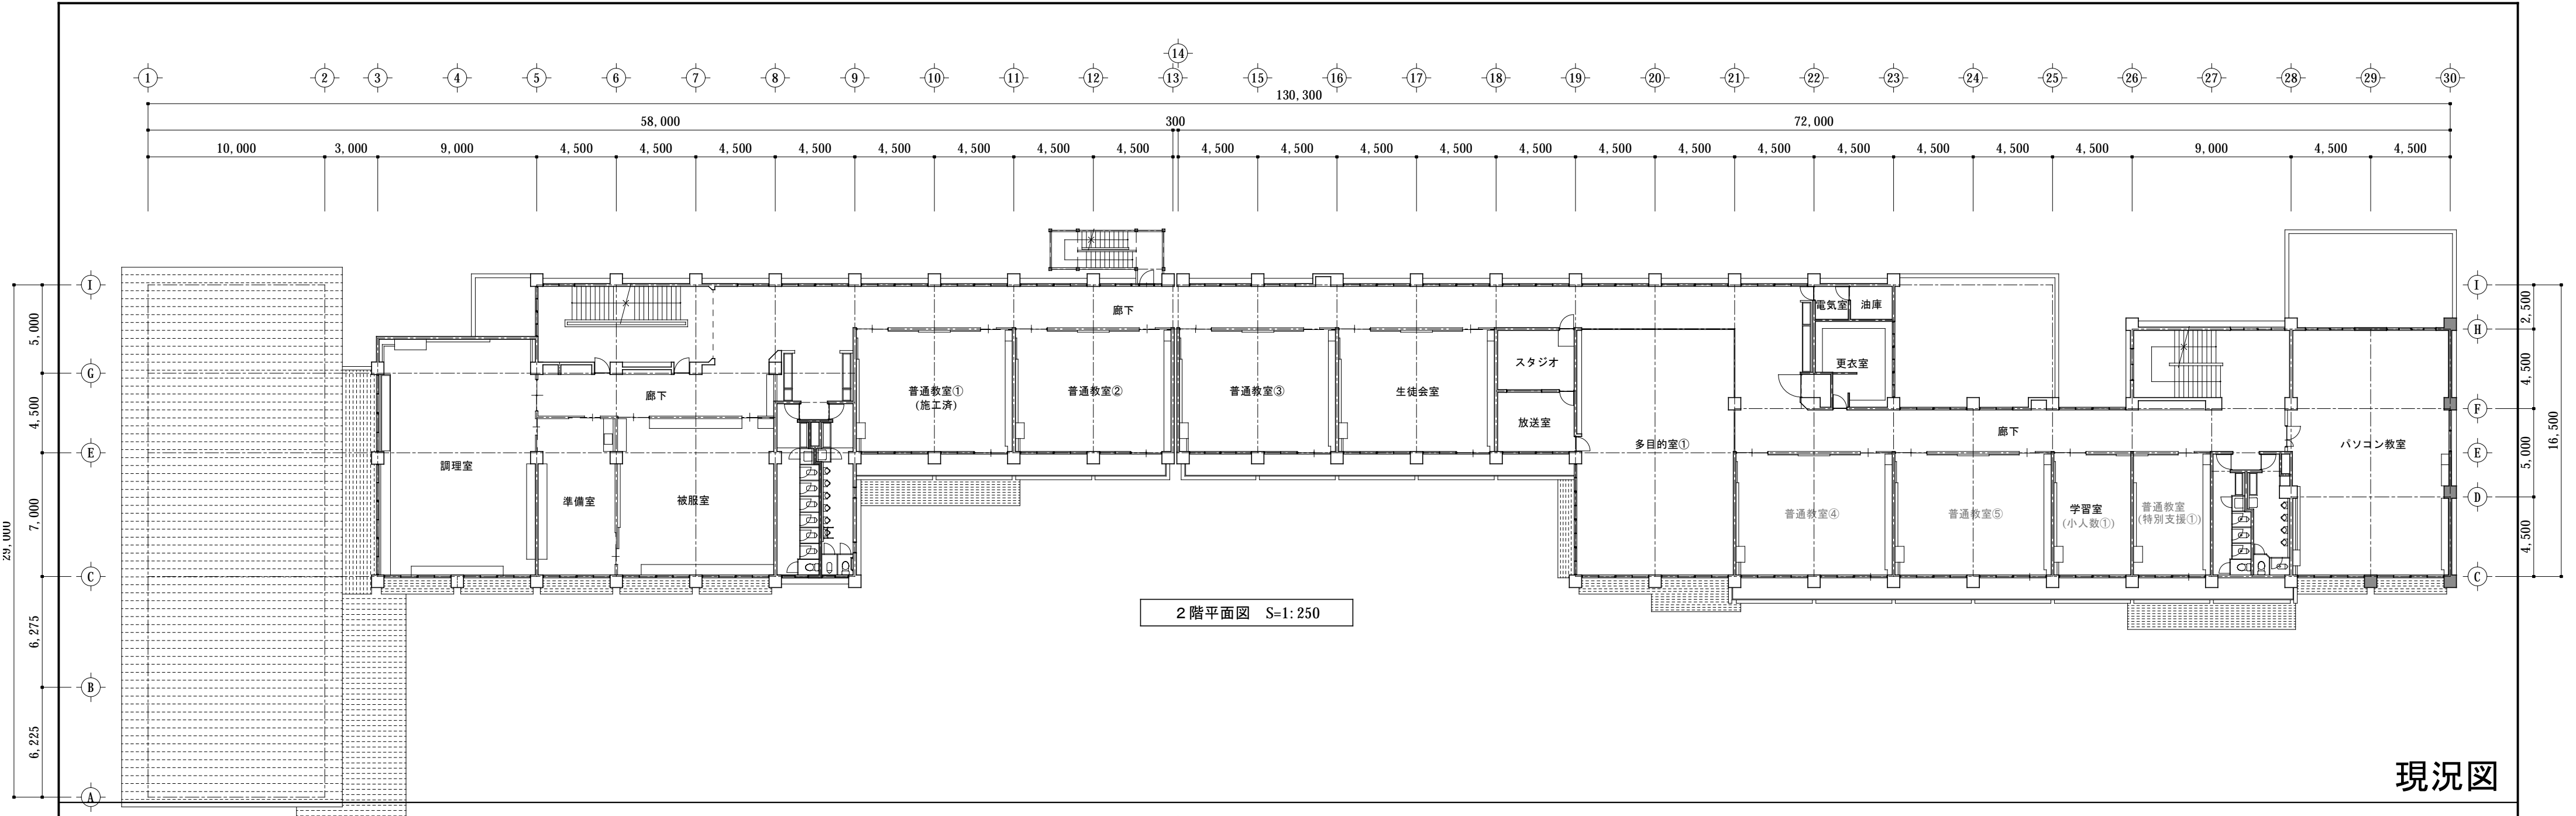 14
1 2 3 4 5 6 7 8 9 10 11 12 13 15 16 17 18 19 20 21 22 23 24 25 26 27 28 29 30
130,300
58,000 300 72,000
10,000 3,000 9,000 4,500 4,500 4,500 4,500 4,500 4,500 4,500 4,500 4,500 4,500 4,500 4,500 4,500 4,500 4,500 4,500 4,500 4,500 4,500 4,500 9,000 4,500 4,500
I
G
E
C
B
A
5,000
4,500
7,000
6,275
6,225
29,000
I
H
F
E
D
C
2,500
4,500
5,000
4,500
16,500
廊下
電気室 油庫
更衣室
スタジオ
放送室
廊下
普通教室①
(施工済)
普通教室②
普通教室③
生徒会室
調理室
準備室
被服室
多目的室①
廊下
パソコン教室
普通教室④
普通教室⑤
学習室
(小人数①)
普通教室
(特別支援①)
2階平面図 S=1:250
現況図